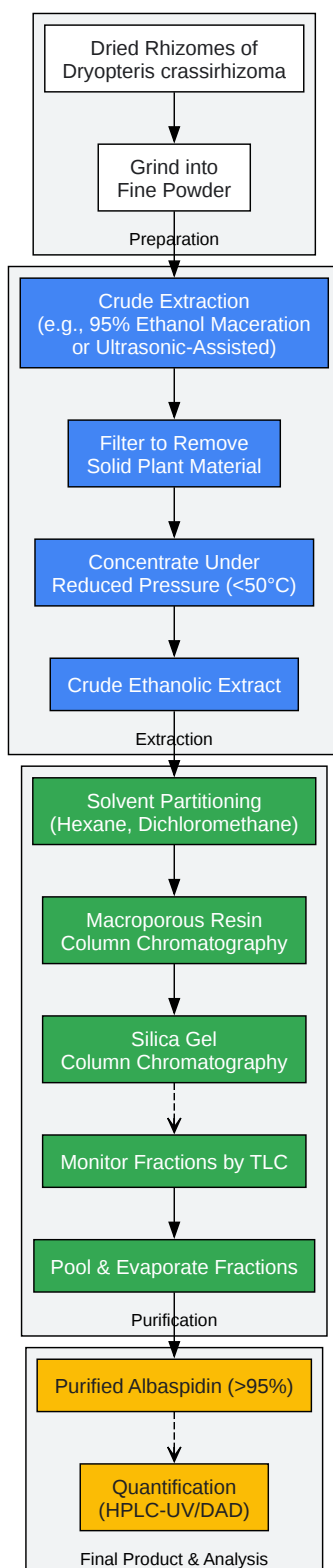 Dried Rhizomes of
Dryopteris crassirhizoma
Grind into
Fine Powder
Preparation
Crude Extraction
(e.g., 95% Ethanol Maceration
or Ultrasonic-Assisted)
Filter to Remove
Solid Plant Material
Concentrate Under
Reduced Pressure (<50°C)
Crude Ethanolic Extract
Extraction
Solvent Partitioning
(Hexane, Dichloromethane)
Macroporous Resin
Column Chromatography
Silica Gel
Column Chromatography
Monitor Fractions by TLC
Pool & Evaporate Fractions
Purification
Purified Albaspidin (>95%)
Quantification
(HPLC-UV/DAD)
Final Product & Analysis